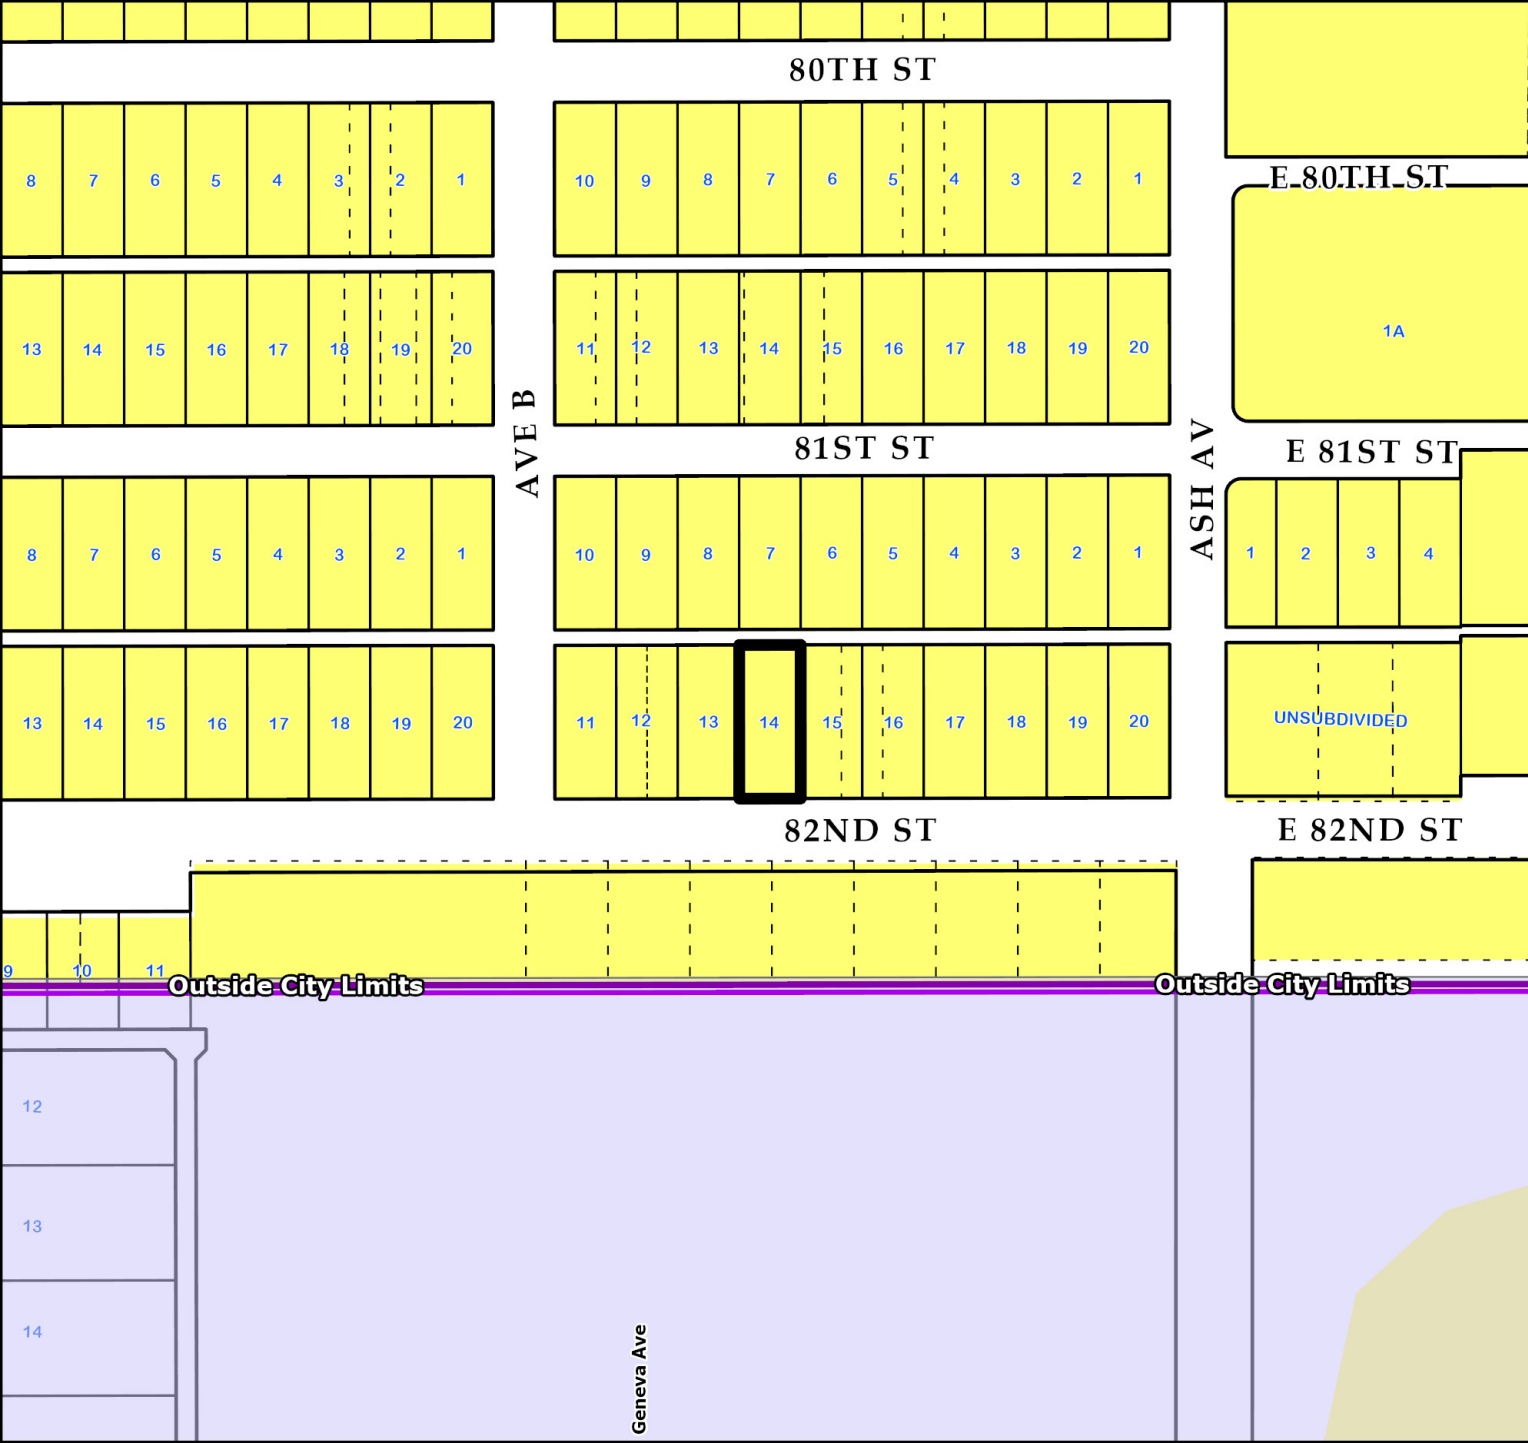 80TH ST
E 80TH ST
8 7 6 5 4 3 2 1
10 9 8 7 6 5 4 3 2 1
1A
13 14 15 16 17 18 19 20
11 12 13 14 15 16 17 18 19 20
AVE B
ASH AV
81ST ST
E 81ST ST
8 7 6 5 4 3 2 1
10 9 8 7 6 5 4 3 2 1
1 2 3 4
13 14 15 16 17 18 19 20
11 12 13 14 15 16 17 18 19 20
UNSUBDIVIDED
82ND ST
E 82ND ST
9 10 11
Outside City Limits
Outside City Limits
12
13
14
Geneva Ave